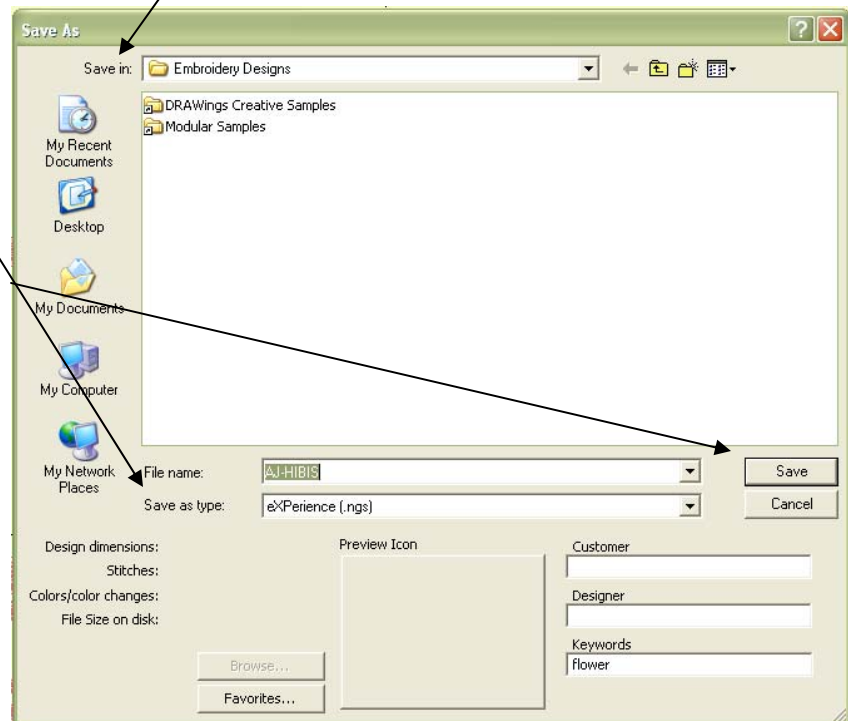 Save As
Save in: Embroidery Designs
DRAWings Creative Samples
Modular Samples
My Recent
Documents
Desktop
My Documents
My Computer
My Network
Places
File name: AJ-HIBIS Save
Save as type: eXPerience (.ngs) Cancel
Design dimensions: Preview Icon Customer
Stitches:
Colors/color changes: Designer
File Size on disk:
Keywords
Browse... flower
Favorites...